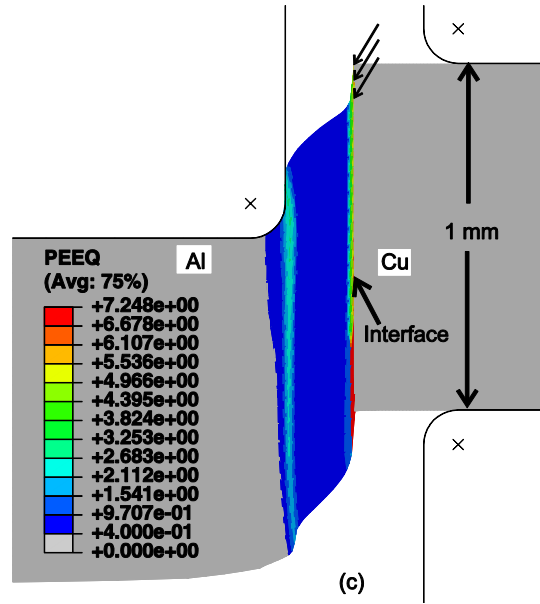 1 mm
Al
Cu
PEEQ
(Avg: 75%)
+7.248e+00
+6.678e+00
+6.107e+00
+5.536e+00
+4.966e+00
+4.395e+00
+3.824e+00
+3.253e+00
+2.683e+00
+2.112e+00
+1.541e+00
+9.707e-01
+4.000e-01
+0.000e+00
Interface
(c)